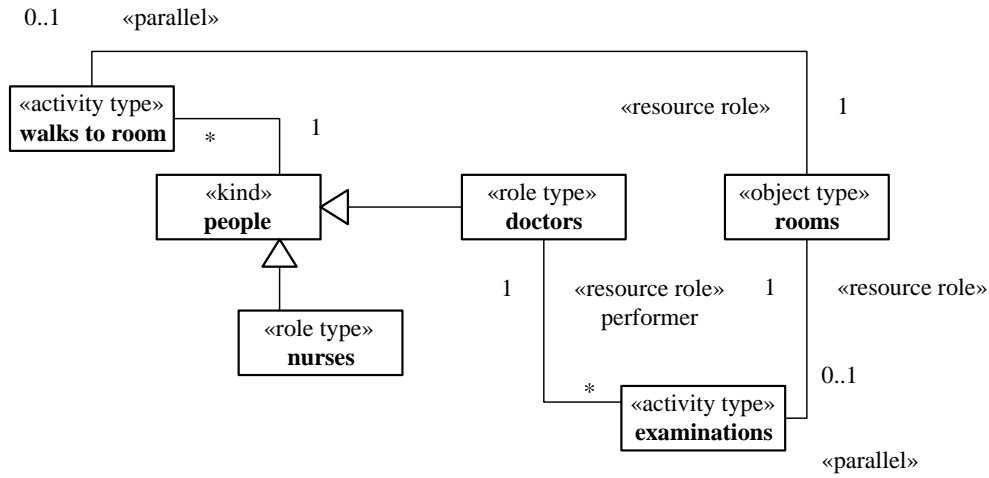 0..1 «parallel»
«activity type»
walks to room
*
1
«resource role» 1
«kind»
people
«role type»
doctors
«object type»
rooms
1 «resource role» 1 «resource role»
performer
«role type»
nurses
0..1
*
«activity type»
examinations
«parallel»